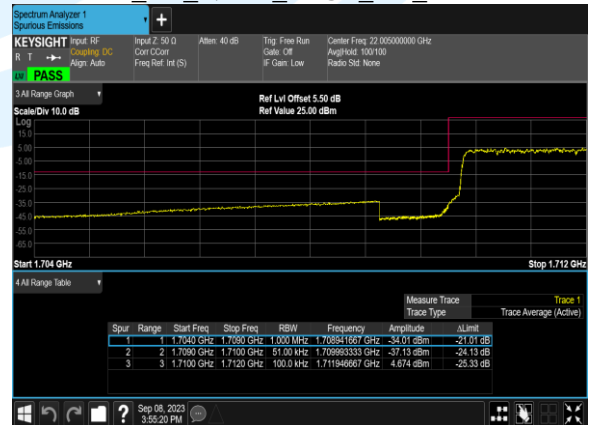 Spectrum Analyzer 1
Spurious Emissions
KEYSIGHT Input: RF Input Z: 50 Ω Atten: 40 dB Trig: Free Run Center Freq: 22.005000000 GHz
R T Coupling: DC Corr CCorr Gate: Off Avg|Hold: 100/100
Align: Auto Freq Ref: Int (S) IF Gain: Low Radio Std: None
LV PASS
3 All Range Graph
Ref Lvl Offset 5.50 dB
Scale/Div 10.0 dB Ref Value 25.00 dBm
Log
15.0
5.00
-5.00
-15.0
-25.0
-35.0
-45.0
-55.0
-65.0
Start 1.704 GHz Stop 1.712 GHz
4 All Range Table
Measure Trace Trace 1
Trace Type Trace Average (Active)
Spur Range Start Freq Stop Freq RBW Frequency Amplitude ΔLimit
1 1 1.7040 GHz 1.7090 GHz 1.000 MHz 1.708941667 GHz -34.01 dBm -21.01 dB
2 2 1.7090 GHz 1.7100 GHz 51.00 kHz 1.709993333 GHz -37.13 dBm -24.13 dB
3 3 1.7100 GHz 1.7120 GHz 100.0 kHz 1.711946667 GHz 4.674 dBm -25.33 dB
? Sep 08, 2023
3:55:20 PM